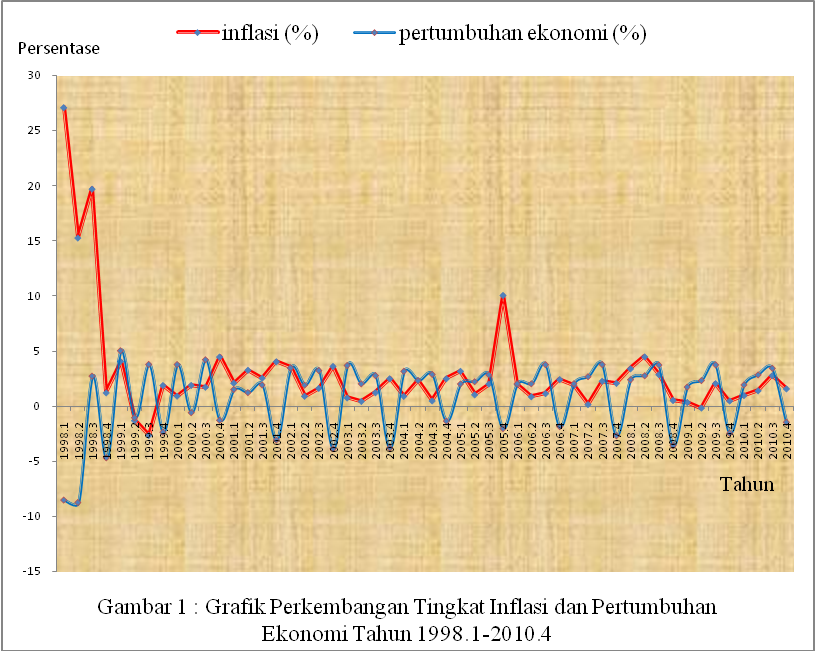 inflasi (%) pertumbuhan ekonomi (%)
Persentase
30
25
20
15
10
5
0
-5
-10
-15
1998.1 1998.2 1998.3 1998.4 1999.1 1999.2 1999.3 1999.4 2000.1 2000.2 2000.3 2000.4 2001.1 2001.2 2001.3 2001.4 2002.1 2002.2 2002.3 2002.4 2003.1 2003.2 2003.3 2003.4 2004.1 2004.2 2004.3 2004.4 2005.1 2005.2 2005.3 2005.4 2006.1 2006.2 2006.3 2006.4 2007.1 2007.2 2007.3 2007.4 2008.1 2008.2 2008.3 2008.4 2009.1 2009.2 2009.3 2009.4 2010.1 2010.2 2010.3 2010.4
Tahun
Gambar 1 : Grafik Perkembangan Tingkat Inflasi dan Pertumbuhan
Ekonomi Tahun 1998.1-2010.4